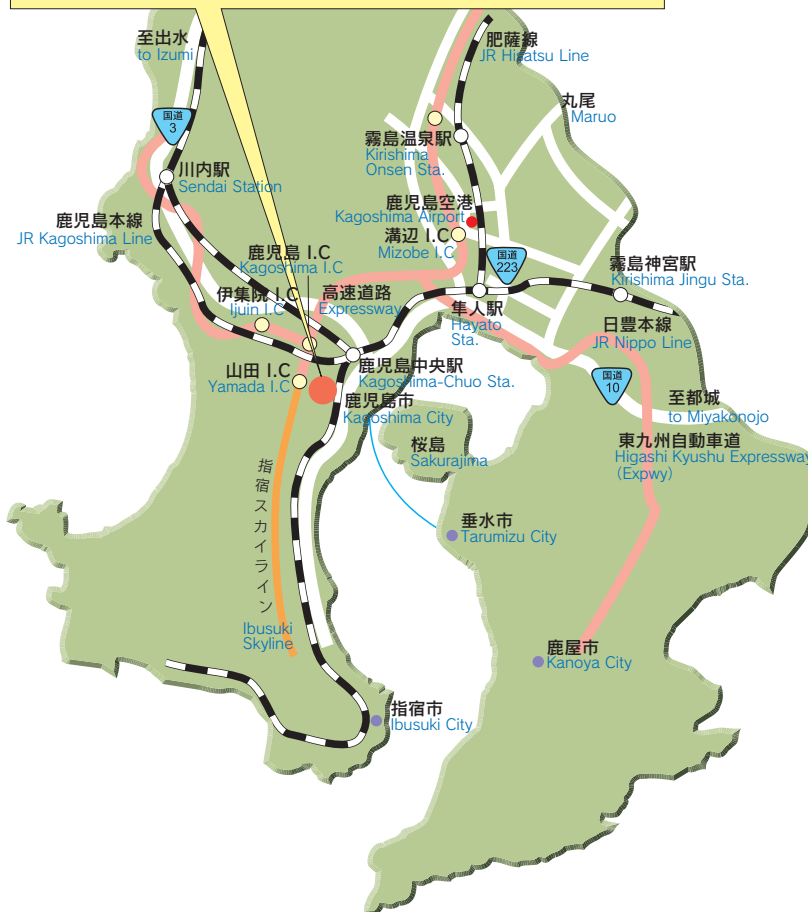 至出水
to Izumi
国道
3
川内駅
Sendai Station
鹿児島本線
JR Kagoshima Line
肥薩線
JR Hisatsu Line
丸尾
Maruo
霧島温泉駅
Kirishima
Onsen Sta.
鹿児島空港
Kagoshima Airport
溝辺 I.C
Mizobe I.C
国道
223
鹿児島 I.C
Kagoshima I.C
伊集院 I.C
Ijuin I.C
高速道路
Expressway
隼人駅
Hayato
Sta.
霧島神宮駅
Kirishima Jingu Sta.
日豊本線
JR Nippo Line
山田 I.C
Yamada I.C
鹿児島中央駅
Kagoshima-Chuo Sta.
鹿児島市
Kagoshima City
国道
10
至都城
to Miyakonojo
桜島
Sakurajima
東九州自動車道
Higashi Kyushu Expressway
(Expwy)
指宿スカイライン
Ibusuki
Skyline
垂水市
Tarumizu City
鹿屋市
Kanoya City
指宿市
Ibusuki City